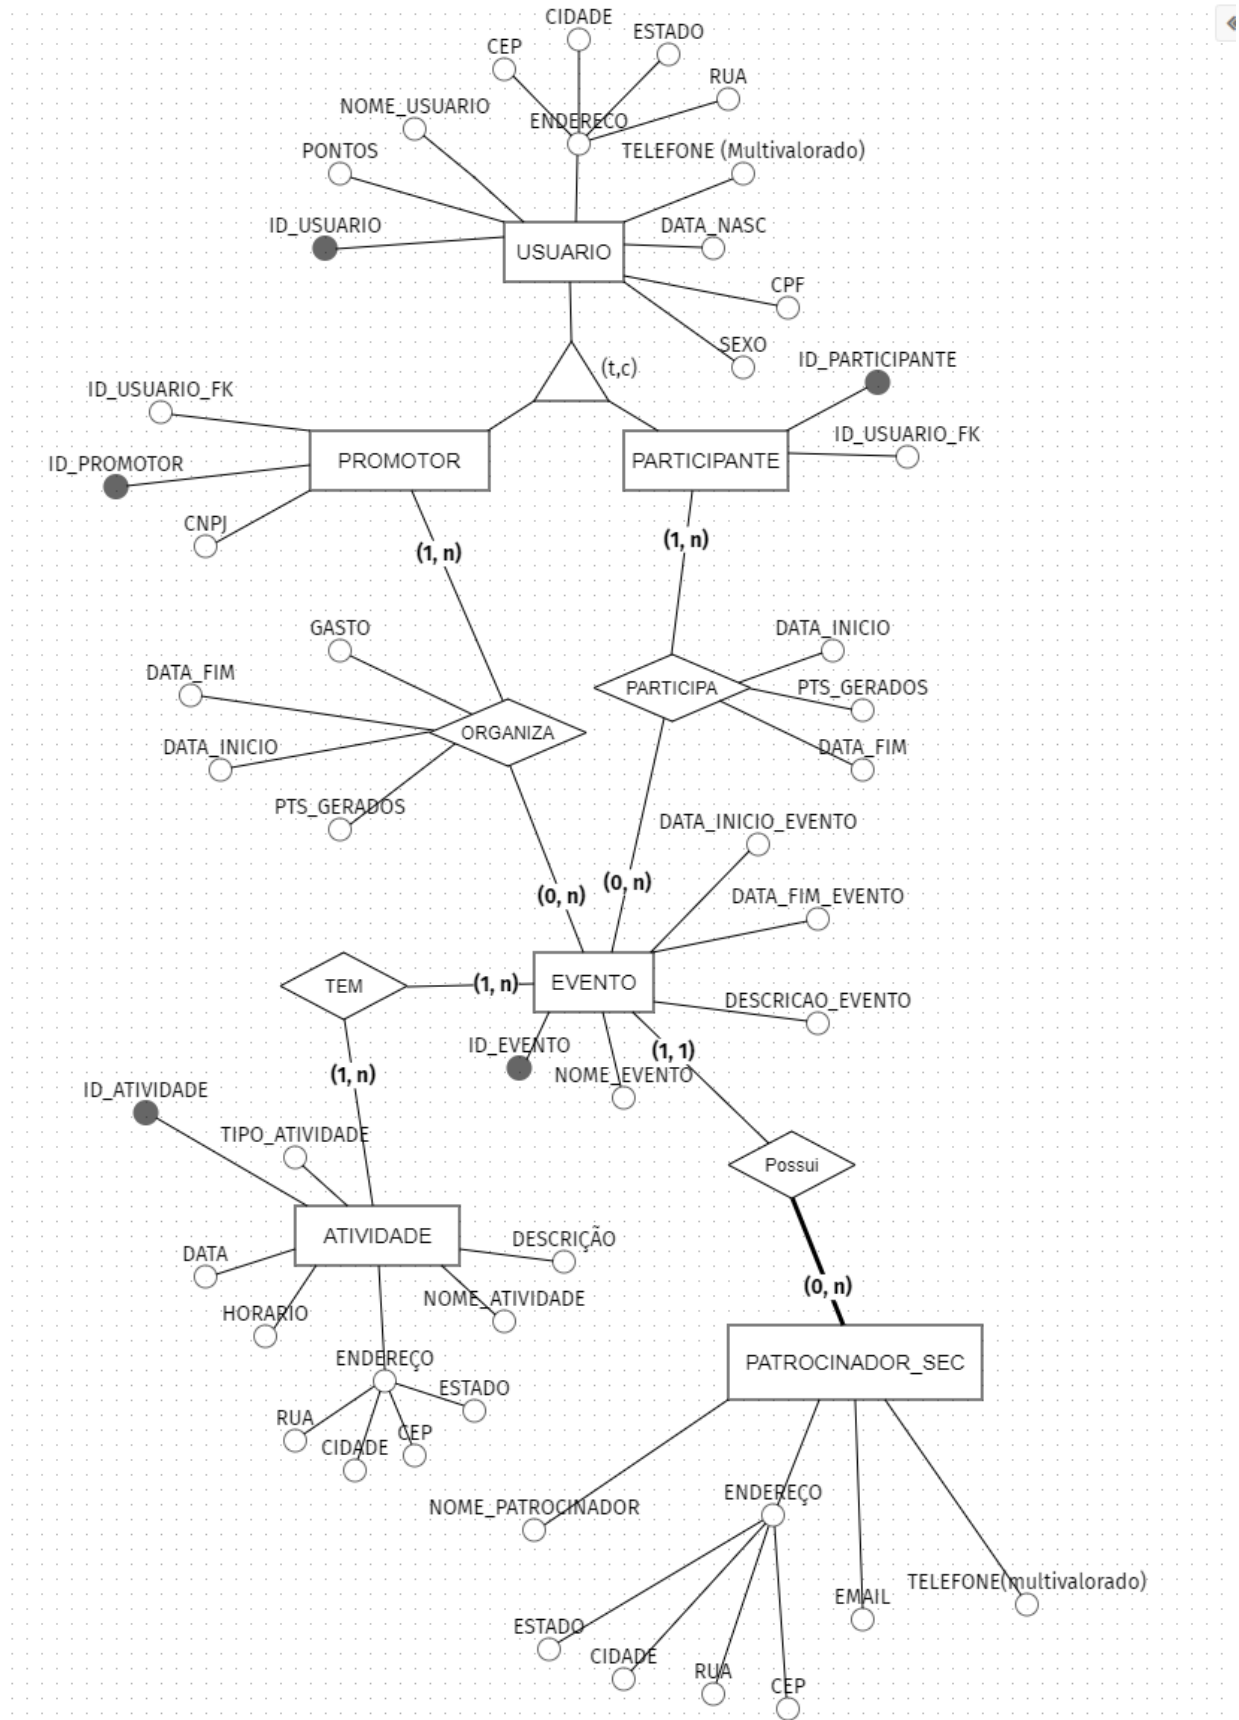 CIDADE
CEP
ESTADO
RUA
NOME_USUARIO
ENDERECO
PONTOS
TELEFONE (Multivalorado)
ID_USUARIO
DATA_NASC
USUARIO
CPF
SEXO
(t,c)
ID_PARTICIPANTE
ID_USUARIO_FK
ID_USUARIO_FK
ID_PROMOTOR
PROMOTOR
PARTICIPANTE
CNPJ
(1, n)
(1, n)
GASTO
DATA_INICIO
DATA_FIM
PARTICIPA
PTS_GERADOS
DATA_INICIO
ORGANIZA
DATA_FIM
PTS_GERADOS
DATA_INICIO_EVENTO
(0, n)
(0, n)
DATA_FIM_EVENTO
TEM
(1, n)
EVENTO
DESCRICAO_EVENTO
ID_EVENTO
(1, 1)
(1, n)
NOME_EVENTO
ID_ATIVIDADE
TIPO_ATIVIDADE
Possui
ATIVIDADE
DESCRIÇÃO
DATA
(0, n)
HORARIO
NOME_ATIVIDADE
ENDEREÇO
PATROCINADOR_SEC
ESTADO
RUA
CIDADE
CEP
NOME_PATROCINADOR
ENDEREÇO
TELEFONE(multivalorado)
EMAIL
ESTADO
CIDADE
RUA
CEP